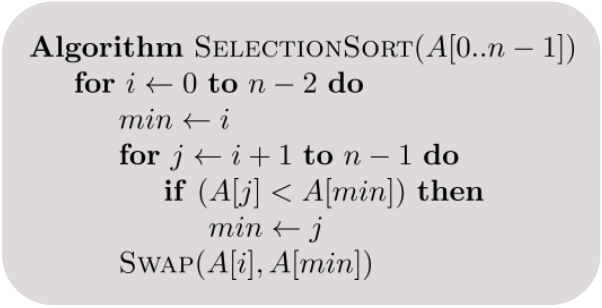 Algorithm SELECTIONSORT(A[0..n − 1])
for i ← 0 to n − 2 do
min ← i
for j ← i + 1 to n − 1 do
if (A[j] < A[min]) then
min ← j
SWAP(A[i], A[min])